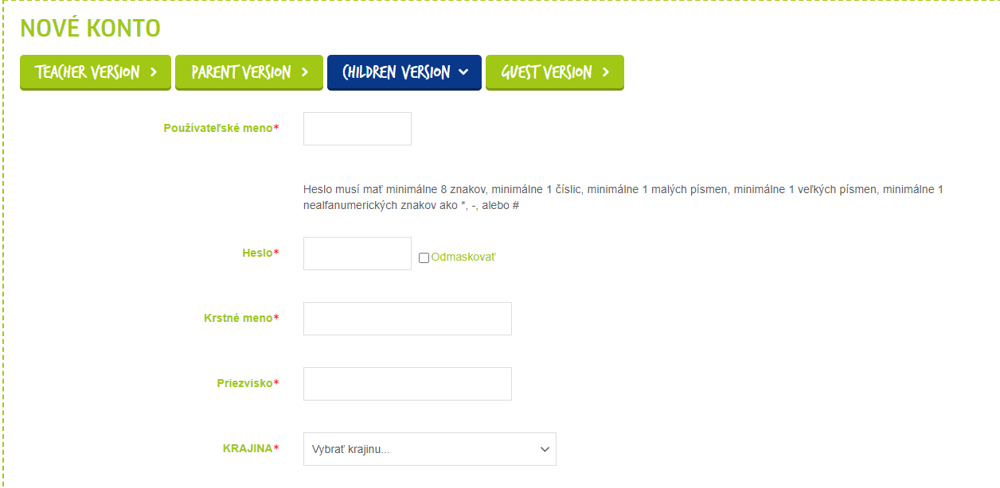 NOVÉ KONTO
TEACHER VERSION PARENT VERSION CHILDREN VERSION GUEST VERSION
Používateľské meno*
Heslo musí mať minimálne 8 znakov, minimálne 1 číslic, minimálne 1 malých písmen, minimálne 1 veľkých písmen, minimálne 1
nealfanumerických znakov ako *, -, alebo #
Heslo* Odmaskovať
Krstné meno*
Priezvisko*
KRAJINA* Vybrať krajinu...